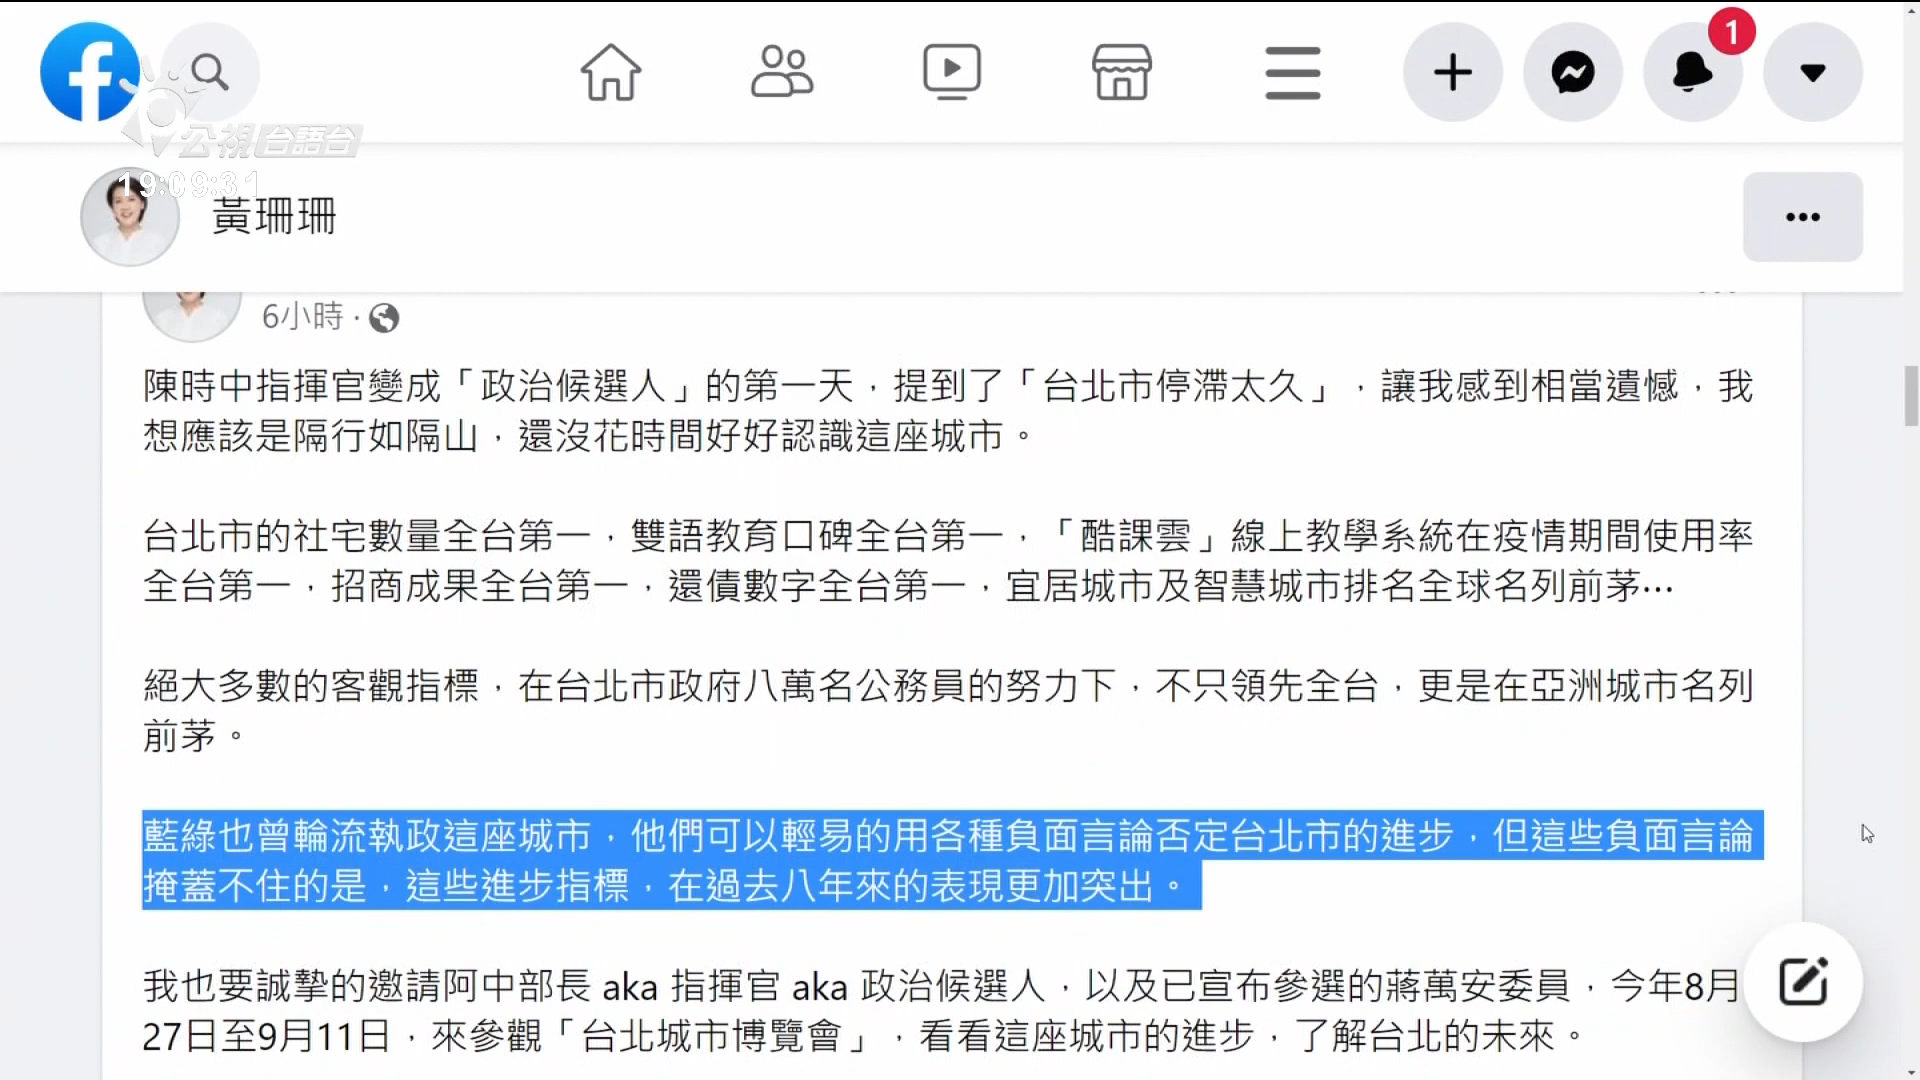 1
公視台語台
19:09:31
黃珊珊
6小時 ·
陳時中指揮官變成「政治候選人」的第一天，提到了「台北市停滯太久」，讓我感到相當遺憾，我
想應該是隔行如隔山，還沒花時間好好認識這座城市。
台北市的社宅數量全台第一，雙語教育口碑全台第一，「酷課雲」線上教學系統在疫情期間使用率
全台第一，招商成果全台第一，還債數字全台第一，宜居城市及智慧城市排名全球名列前茅⋯
絕大多數的客觀指標，在台北市政府八萬名公務員的努力下，不只領先全台，更是在亞洲城市名列
前茅。
藍綠也曾輪流執政這座城市，他們可以輕易的用各種負面言論否定台北市的進步，但這些負面言論
掩蓋不住的是，這些進步指標，在過去八年來的表現更加突出。
我也要誠摯的邀請阿中部長 aka 指揮官 aka 政治候選人，以及已宣布參選的蔣萬安委員，今年8月
27日至9月11日，來參觀「台北城市博覽會」，看看這座城市的進步，了解台北的未來。